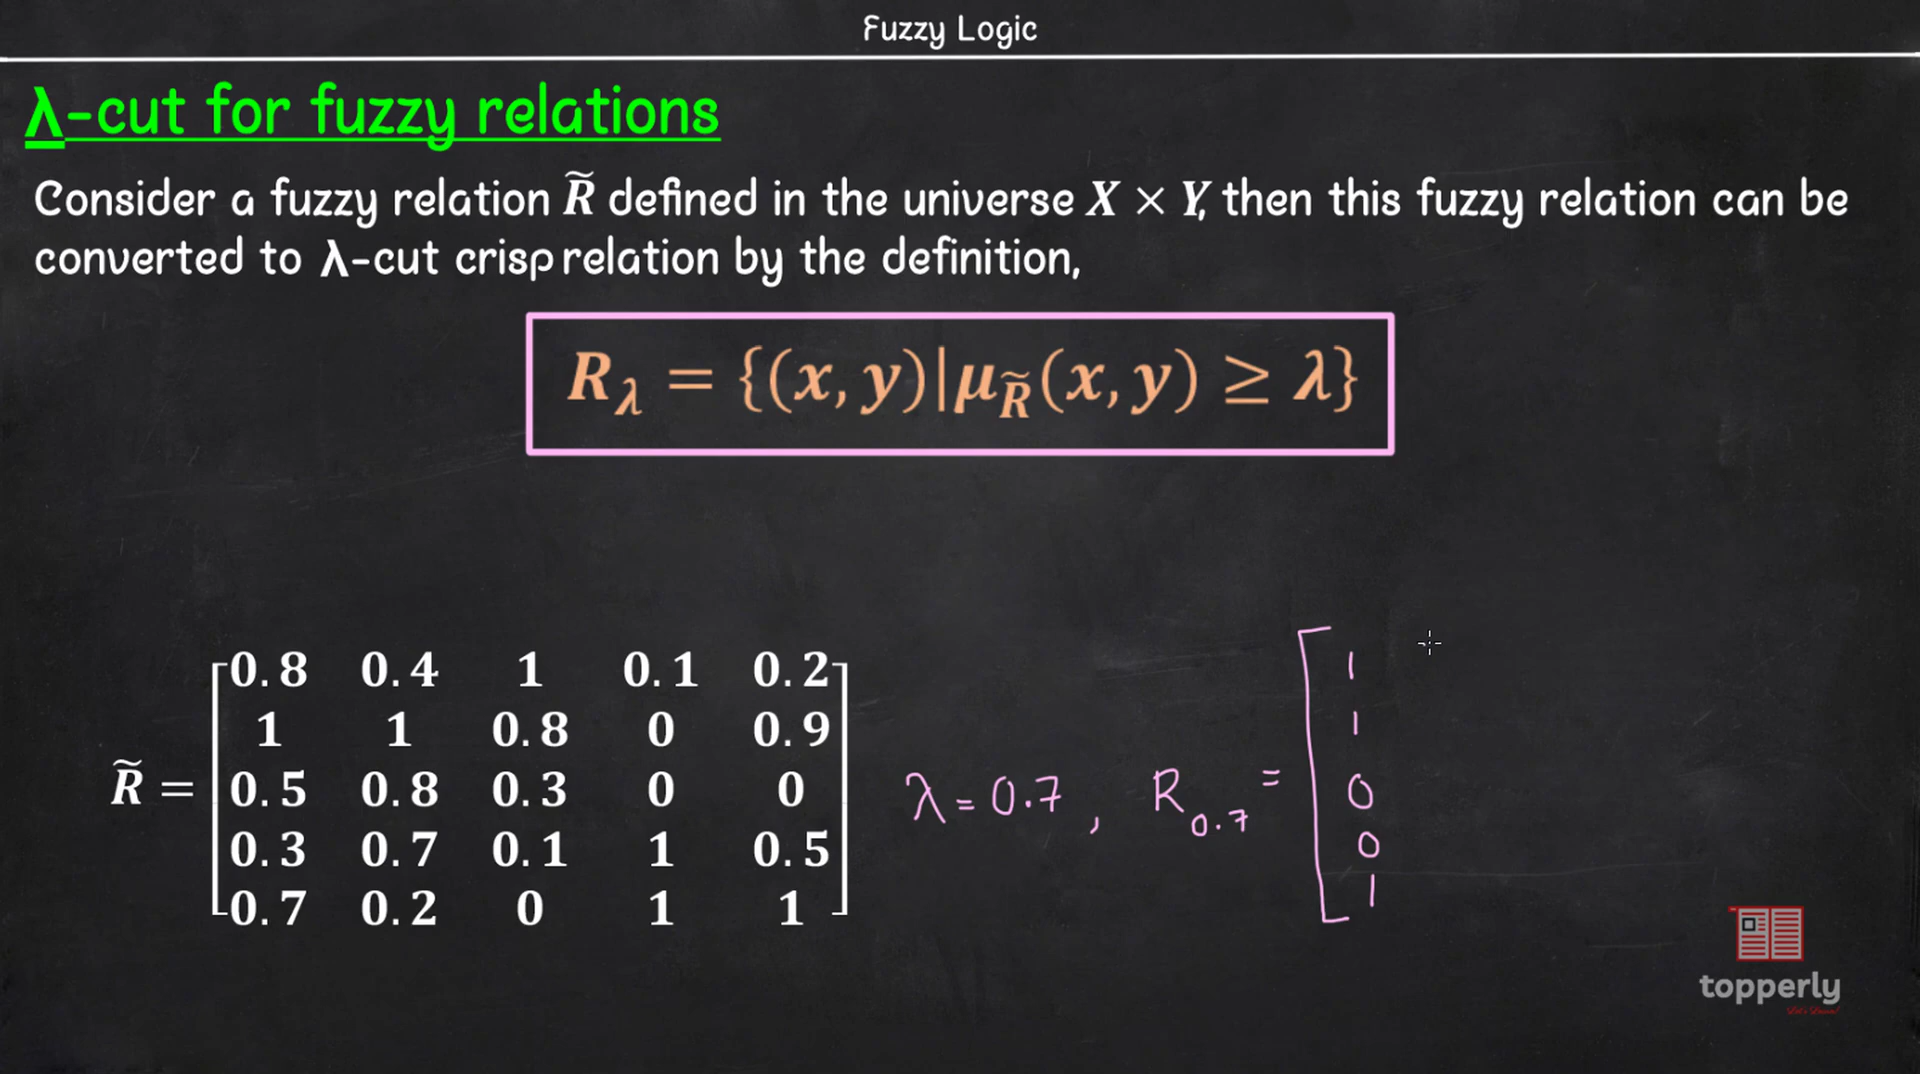 Fuzzy Logic
λ-cut for fuzzy relations
Consider a fuzzy relation R̃ defined in the universe X × Y, then this fuzzy relation can be
converted to λ-cut crisp relation by the definition,
R_λ = {(x, y)|μ_R̃(x, y) ≥ λ}
0.8 0.4 1 0.1 0.2
1 1 0.8 0 0.9
R̃ = 0.5 0.8 0.3 0 0
0.3 0.7 0.1 1 0.5
0.7 0.2 0 1 1
λ = 0.7 , R_0.7 =
1
1
0
0
1
topperly
Let's Learn!